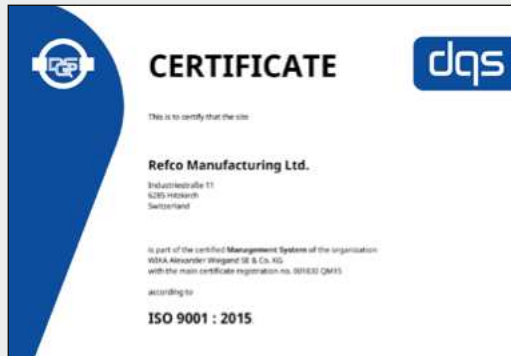 CERTIFICATE
dqs
This is to certify that the site
Refco Manufacturing Ltd.
Industriestraße 11
6285 Hitzkirch
Switzerland
is part of the certified Management System of the organization
WIKA Alexander Wiegand SE & Co. KG
with the main certificate registration no. 001630 QM15
according to
ISO 9001 : 2015